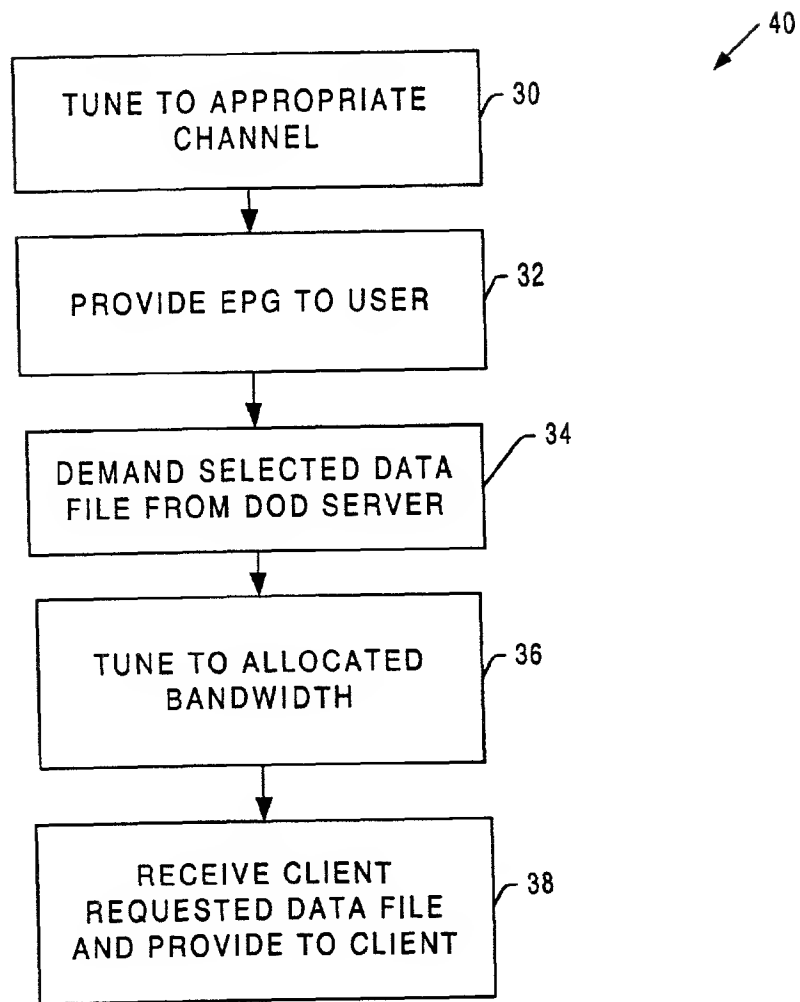 40
TUNE TO APPROPRIATE
CHANNEL
30
PROVIDE EPG TO USER
32
DEMAND SELECTED DATA
FILE FROM DOD SERVER
34
TUNE TO ALLOCATED
BANDWIDTH
36
RECEIVE CLIENT
REQUESTED DATA FILE
AND PROVIDE TO CLIENT
38